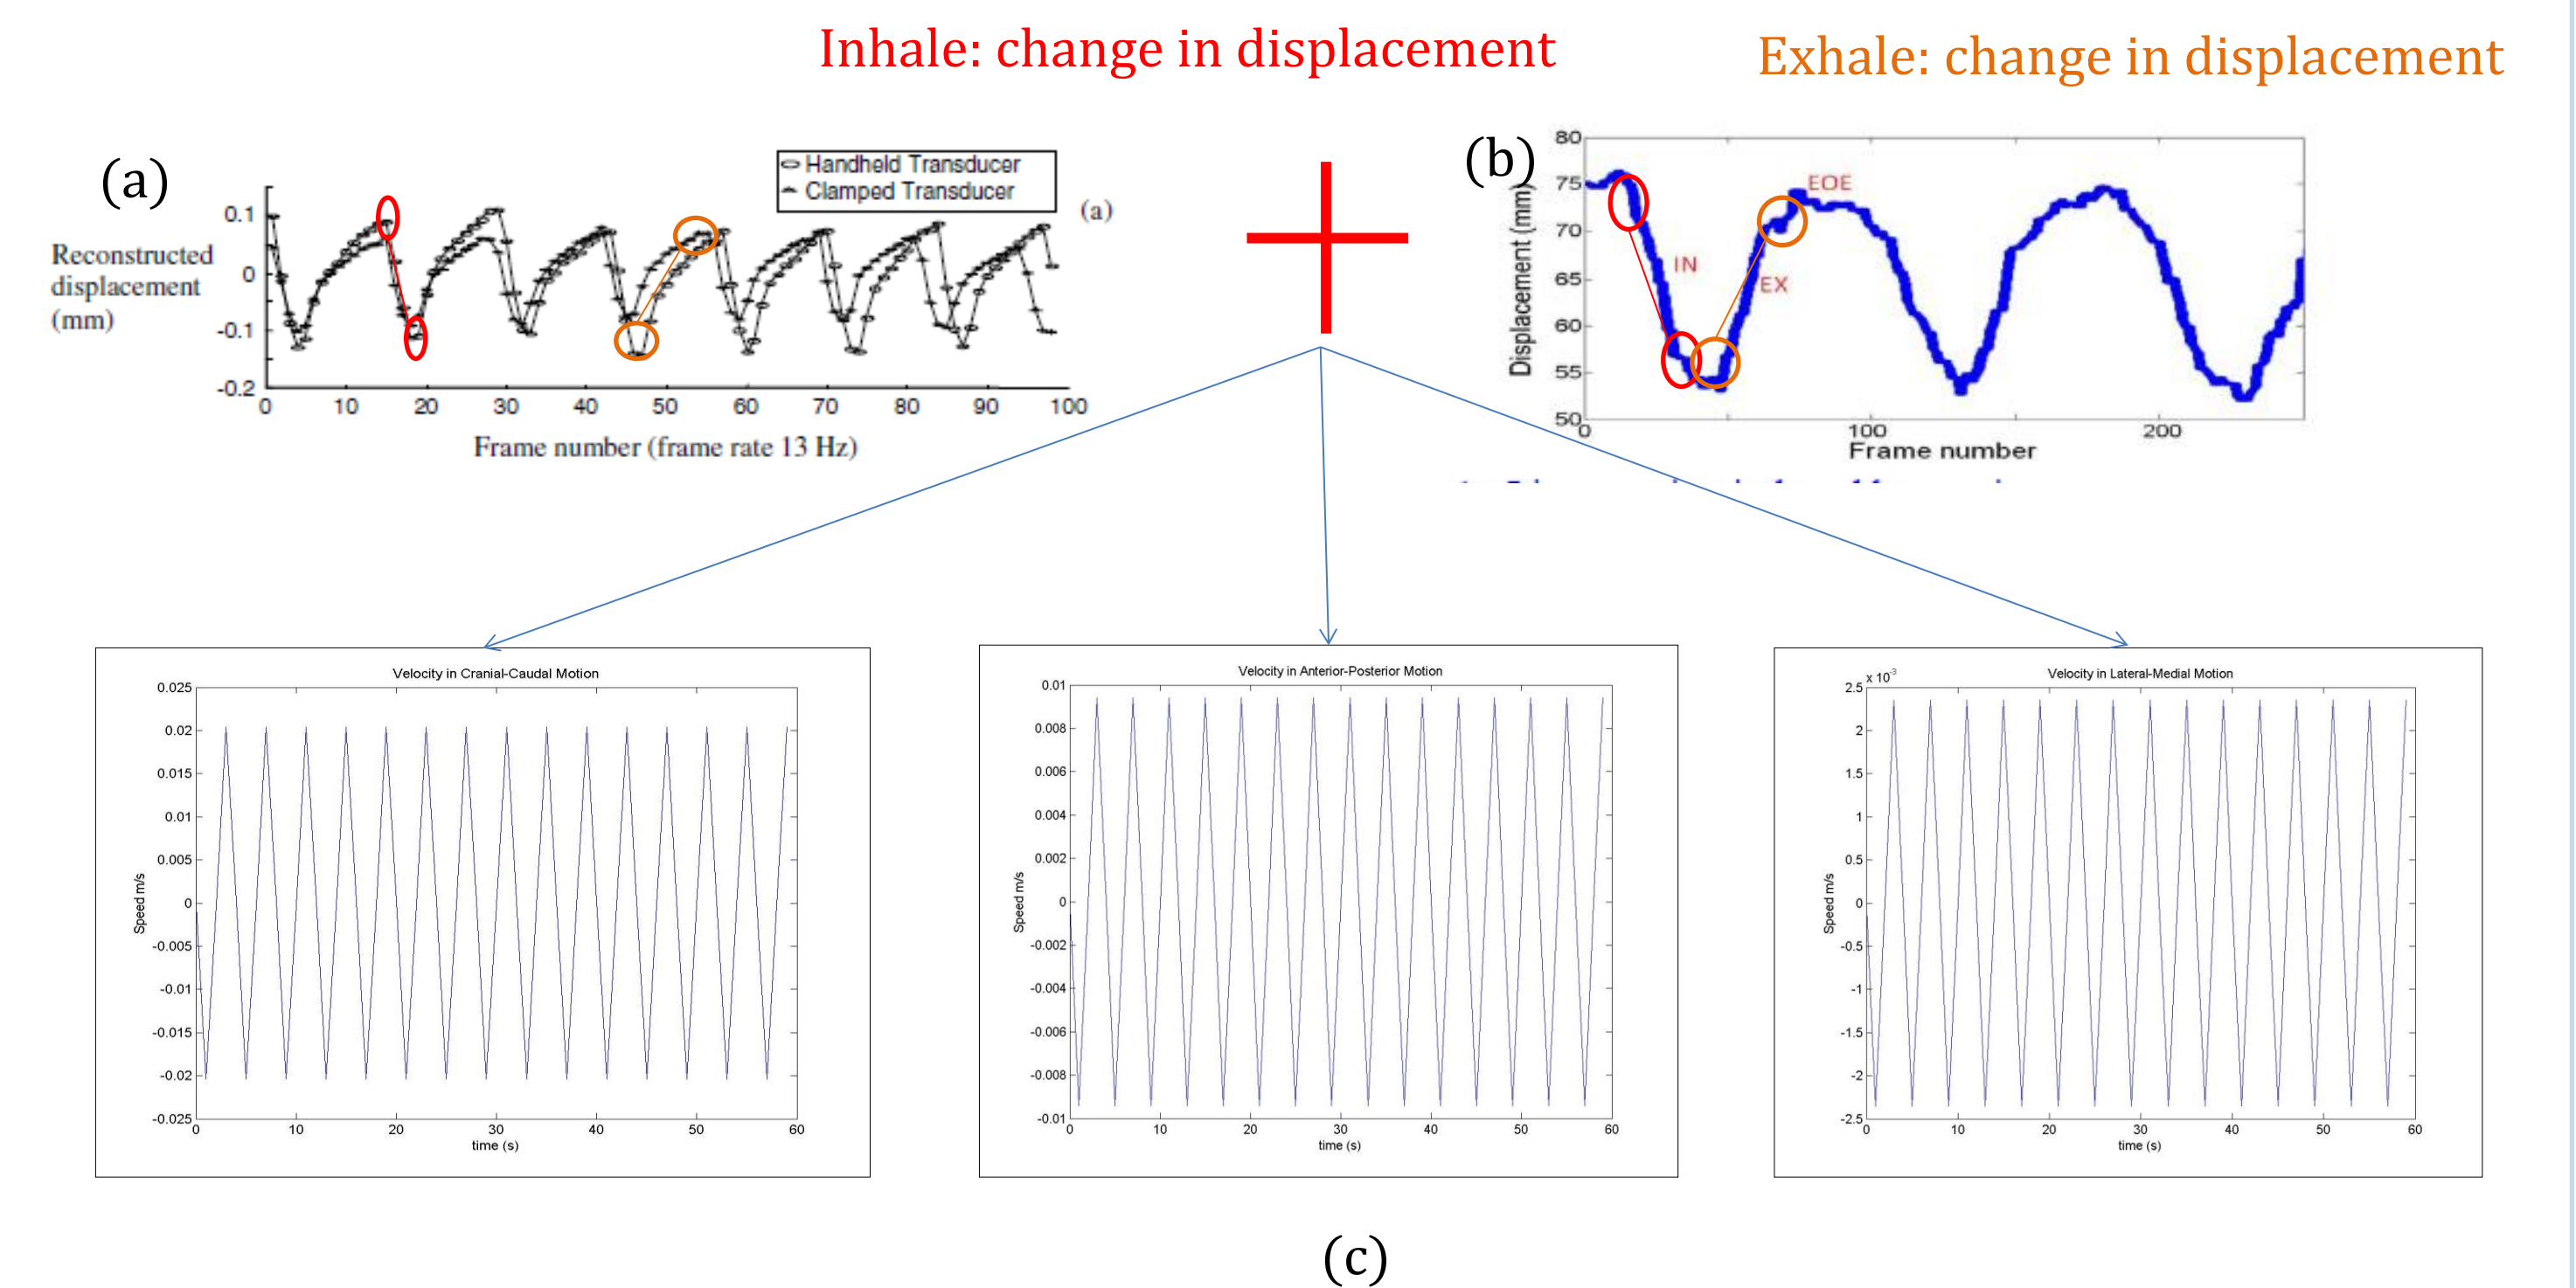 Inhale: change in displacement
Exhale: change in displacement
(a)
Handheld Transducer
Clamped Transducer
(a)
0.1
0
-0.1
-0.2
Reconstructed
displacement
(mm)
0 10 20 30 40 50 60 70 80 90 100
Frame number (frame rate 13 Hz)
(b)
80
75
70
65
60
55
50
Displacement (mm)
EOE
IN
EX
0 100 200
Frame number
Velocity in Cranial-Caudal Motion
0.025
0.02
0.015
0.01
0.005
0
-0.005
-0.01
-0.015
-0.02
-0.025
Speed m/s
0 10 20 30 40 50 60
time (s)
Velocity in Anterior-Posterior Motion
0.01
0.008
0.006
0.004
0.002
0
-0.002
-0.004
-0.006
-0.008
-0.01
Speed m/s
0 10 20 30 40 50 60
time (s)
Velocity in Lateral-Medial Motion
x 10-3
2.5
2
1.5
1
0.5
0
-0.5
-1
-1.5
-2
-2.5
Speed m/s
0 10 20 30 40 50 60
time (s)
(c)